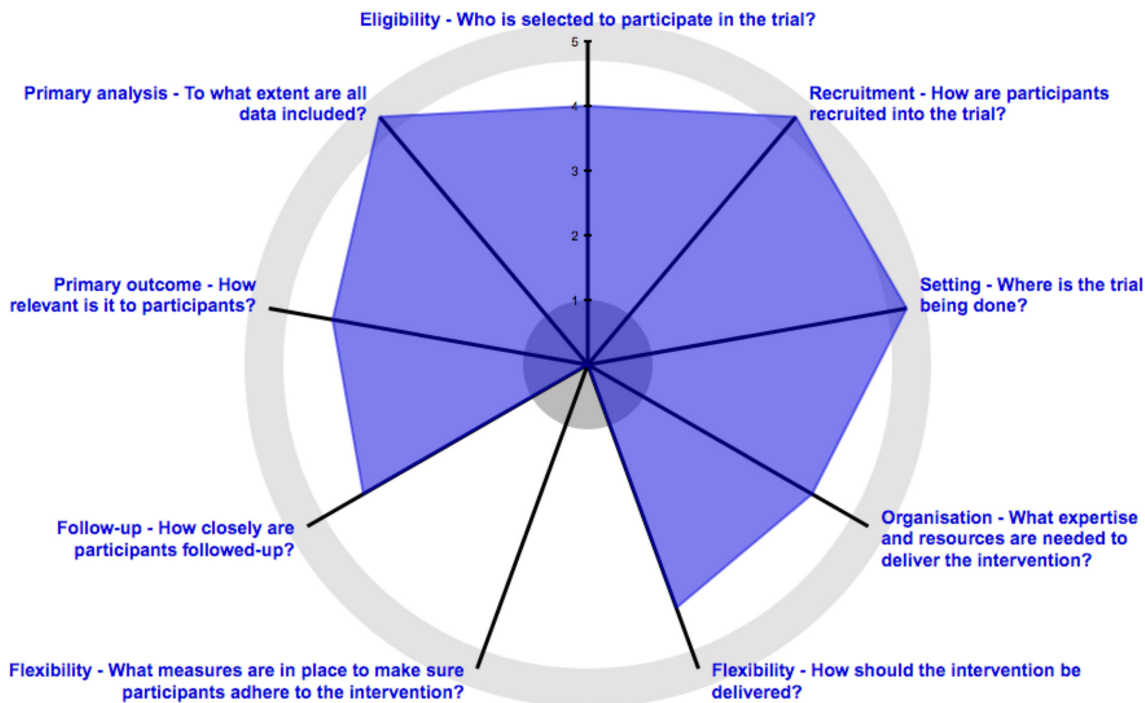 Eligibility - Who is selected to participate in the trial?
5
4
3
2
1
Recruitment - How are participants
recruited into the trial?
Setting - Where is the trial
being done?
Organisation - What expertise
and resources are needed to
deliver the intervention?
Flexibility - How should the intervention be
delivered?
Flexibility - What measures are in place to make sure
participants adhere to the intervention?
Follow-up - How closely are
participants followed-up?
Primary outcome - How
relevant is it to participants?
Primary analysis - To what extent are all
data included?